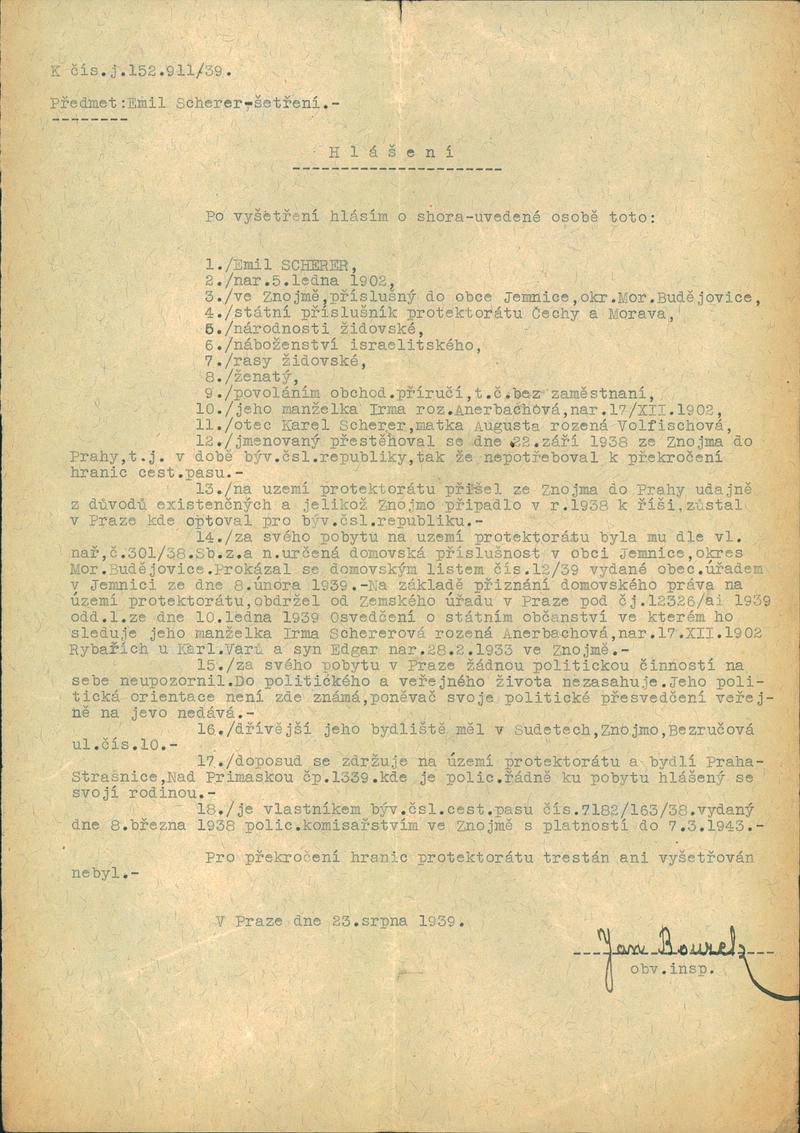 K čís.j.152.911/39.
Předmet:Emil Scherer-šetření.-
Hlášení
Po vyšetření hlásím o shora-uvedené osobě toto:
1./Emil SCHERER,
2./nar.5.ledna 1902,
3./ve Znojmě,příslušný do obce Jemnice,okr.Mor.Budějovice,
4./státní příslušník protektorátu Čechy a Morava,
5./národnosti židovské,
6./náboženství israelitského,
7./rasy židovské,
8./ženatý,
9./povoláním obchod.příručí,t.č.bez zaměstnaní,
10./jeho manželka Irma roz.Anerbachová,nar.17/XII.1902,
11./otec Karel Scherer,matka Augusta rozená Volfischová,
12./jmenovaný přestěhoval se dne 22.září 1938 ze Znojma do
Prahy,t.j. v době býv.čsl.republiky,tak že nepotřeboval k překročení
hranic cest.pasu.-
13./na uzemí protektorátu přišel ze Znojma do Prahy udajně
z důvodů existenčných a jelikož Znojmo připadlo v r.1938 k říši,zůstal
v Praze kde optoval pro býv.čsl.republiku.-
14./za svého pobytu na uzemí protektorátu byla mu dle vl.
nař,č.301/38.Sb.z.a n.určená domovská příslušnost v obci Jemnice,okres
Mor.Budějovice.Prokázal se domovským listem čís.12/39 vydané obec.úřadem
v Jemnici ze dne 8.února 1939.-Na základě přiznání domovského práva na
území protektorátu,obdržel od Zemského úřadu v Praze pod čj.12326/ai 1939
odd.1.ze dne 10.ledna 1939 Osvedčení o státním občanství ve kterém ho
sleduje jeho manželka Irma Schererová rozená Anerbachová,nar.17.XII.1902
Rybařích u Karl.Varů a syn Edgar nar.28.2.1933 ve Znojmě.-
15./za svého pobytu v Praze žádnou politickou činností na
sebe neupozornil.Do politického a veřejného života nezasahuje.Jeho poli-
tická orientace není zde známá,poněvač svoje politické přesvedčení veřej-
ně na jevo nedává.-
16./dřívější jeho bydliště měl v Sudetech,Znojmo,Bezručová
ul.čís.10.-
17./doposud se zdržuje na území protektorátu a bydlí Praha-
Strašnice,Nad Primaskou čp.1339.kde je polic.řádně ku pobytu hlášený se
svojí rodinou.-
18./je vlastníkem býv.čsl.cest.pasu čís.7182/163/38.vydaný
dne 8.března 1938 polic.komisařstvím ve Znojmě s platností do 7.3.1943.-
Pro překročení hranic protektorátu trestán ani vyšetřován
nebyl.-
V Praze dne 23.srpna 1939.
Jan
obv.insp.